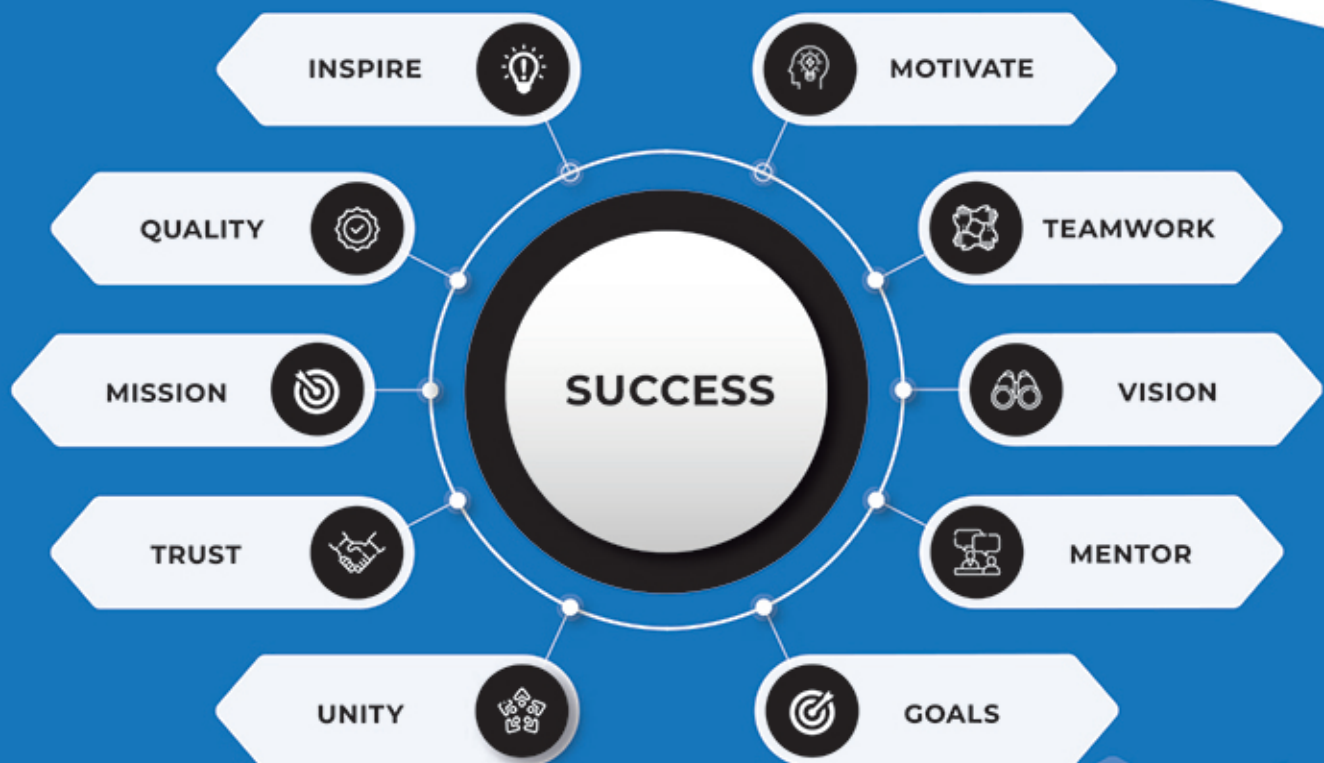 INSPIRE
MOTIVATE
QUALITY
TEAMWORK
MISSION
SUCCESS
VISION
TRUST
MENTOR
UNITY
GOALS